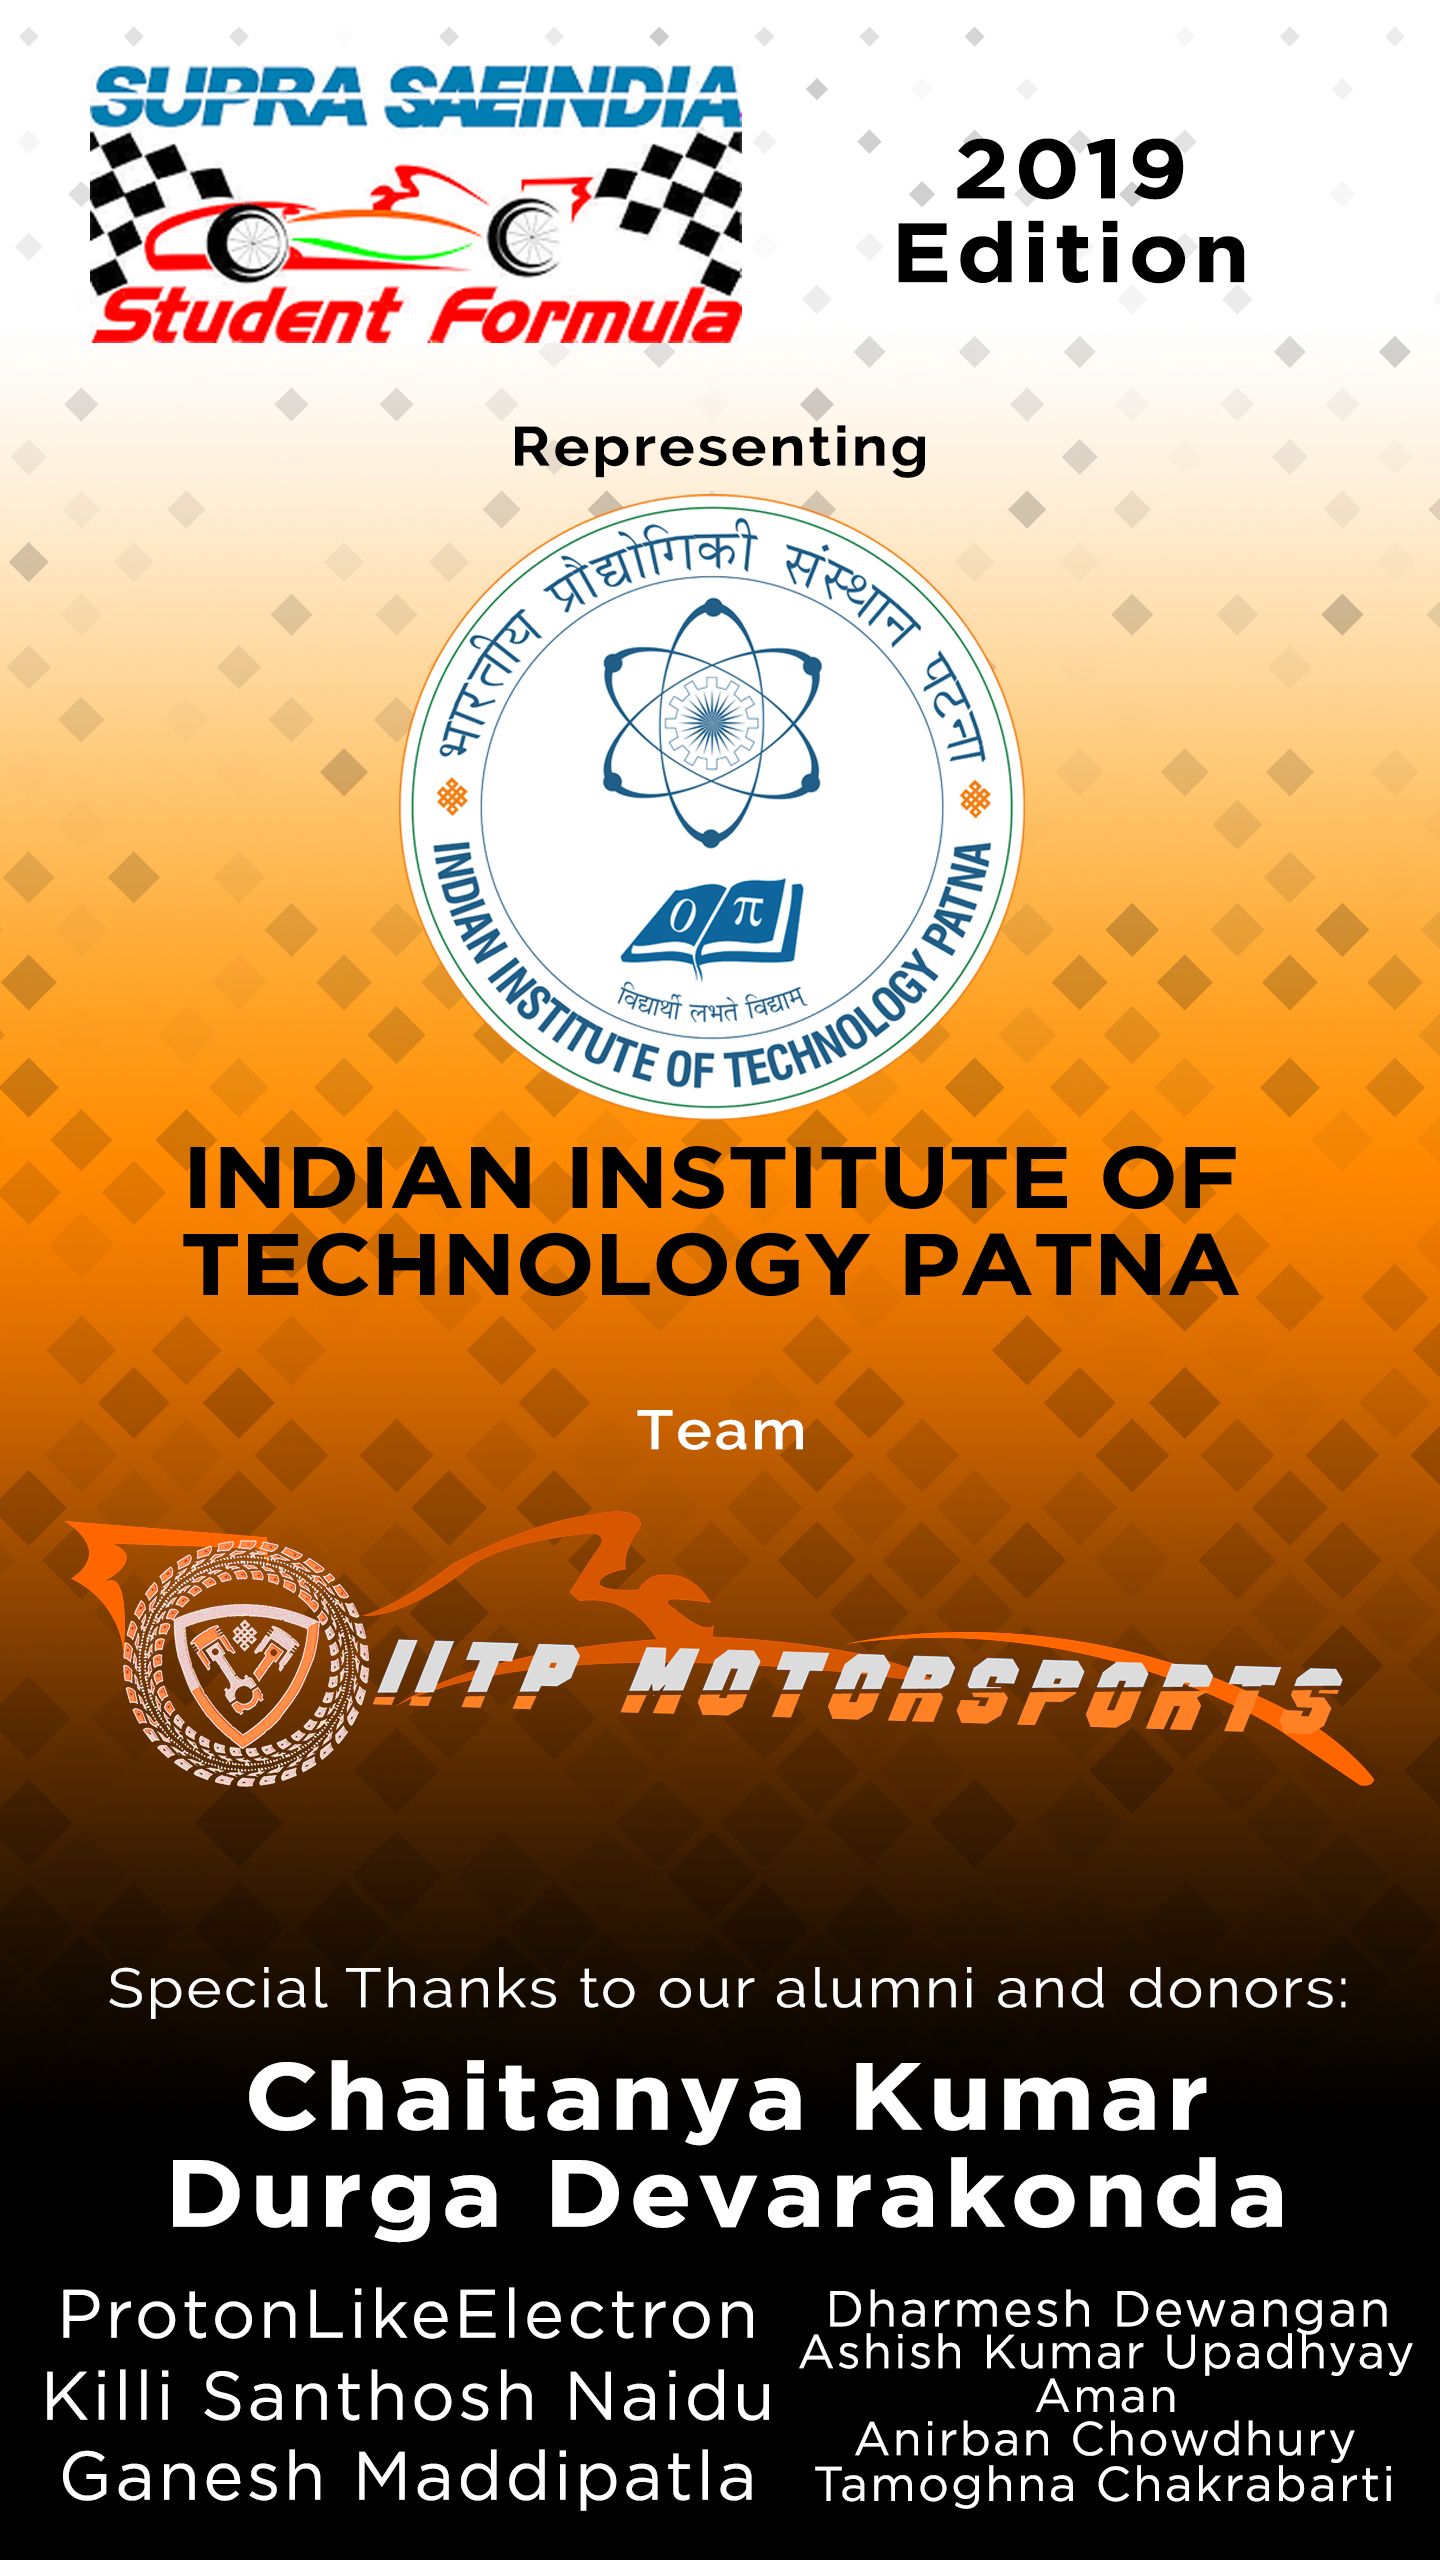 SUPRA SAEINDIA
Student Formula
2019
Edition
Representing
भारतीय प्रौद्योगिकी संस्थान पटना
०/π
विद्यार्थी लभते विद्याम्
INDIAN INSTITUTE OF TECHNOLOGY PATNA
INDIAN INSTITUTE OF
TECHNOLOGY PATNA
Team
IITP MOTORSPORTS
Special Thanks to our alumni and donors:
Chaitanya Kumar
Durga Devarakonda
ProtonLikeElectron
Killi Santhosh Naidu
Ganesh Maddipatla
Dharmesh Dewangan
Ashish Kumar Upadhyay
Aman
Anirban Chowdhury
Tamoghna Chakrabarti